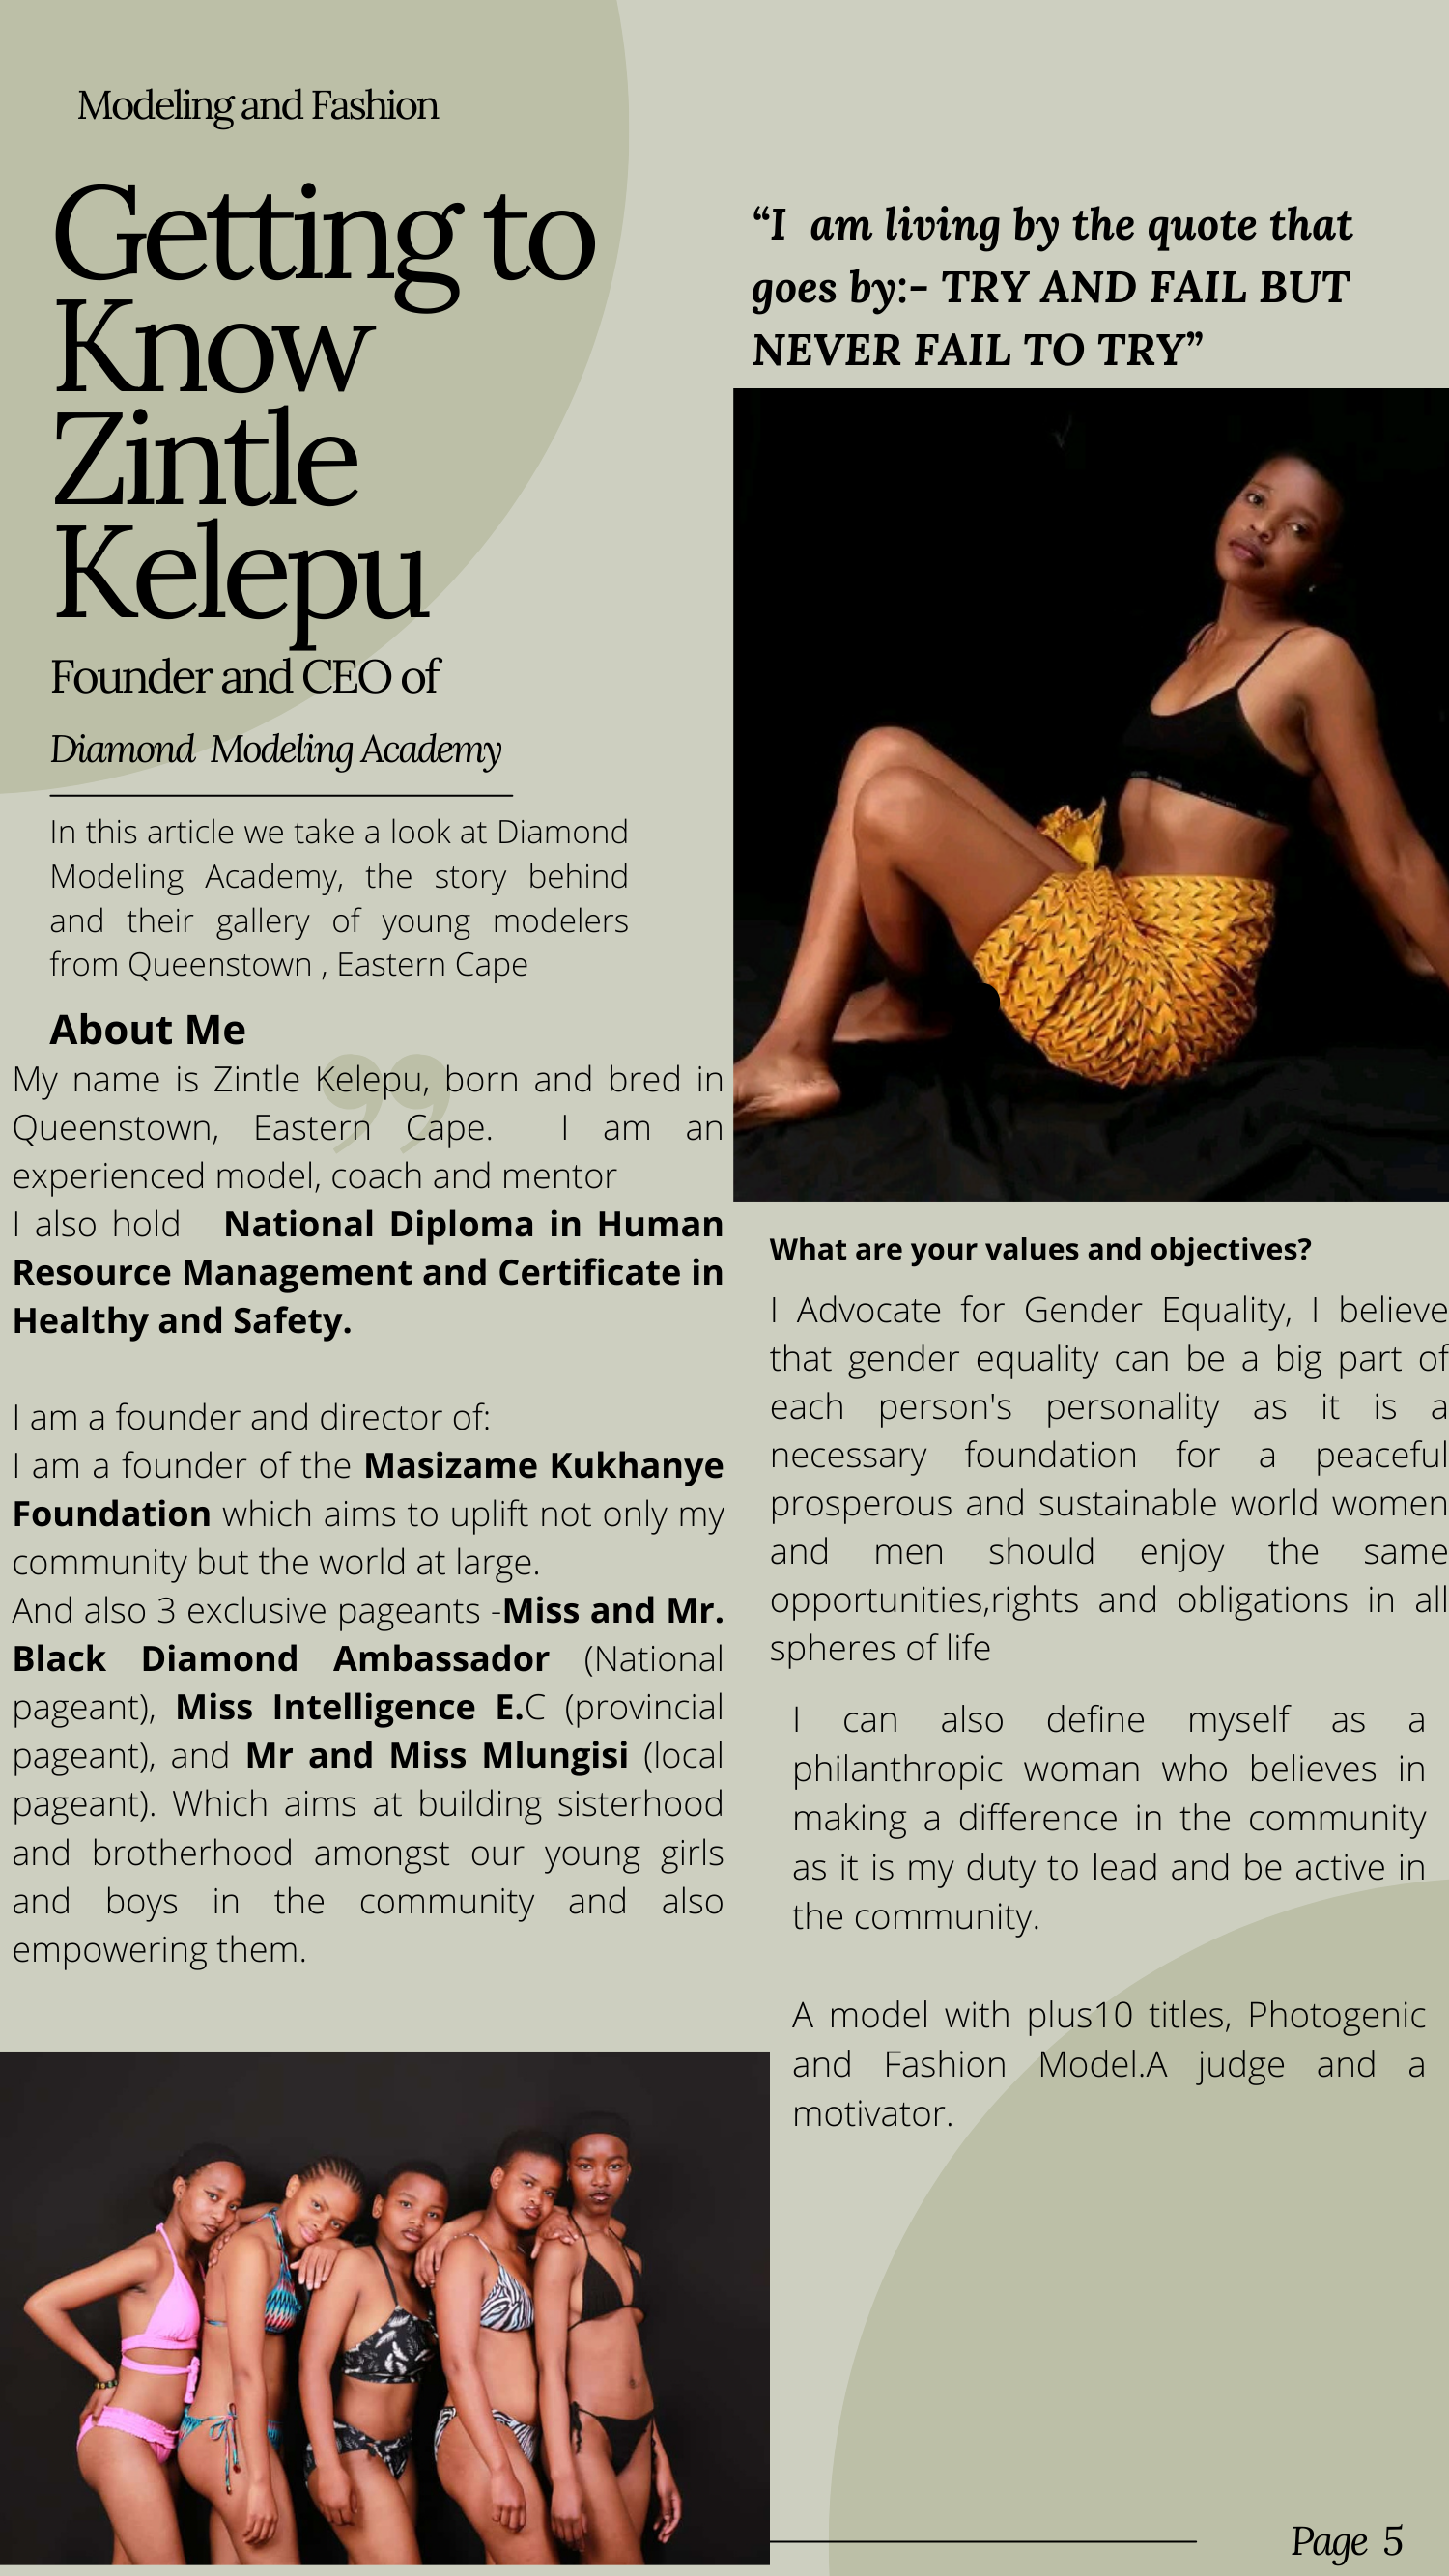 Modeling and Fashion
Getting to
Know
Zintle
Kelepu
Founder and CEO of
Diamond Modeling Academy
In this article we take a look at Diamond
Modeling Academy, the story behind
and their gallery of young modelers
from Queenstown , Eastern Cape
About Me
My name is Zintle Kelepu, born and bred in
Queenstown, Eastern Cape. I am an
experienced model, coach and mentor
I also hold National Diploma in Human
Resource Management and Certificate in
Healthy and Safety.
I am a founder and director of:
I am a founder of the Masizame Kukhanye
Foundation which aims to uplift not only my
community but the world at large.
And also 3 exclusive pageants -Miss and Mr.
Black Diamond Ambassador (National
pageant), Miss Intelligence E.C (provincial
pageant), and Mr and Miss Mlungisi (local
pageant). Which aims at building sisterhood
and brotherhood amongst our young girls
and boys in the community and also
empowering them.
“I am living by the quote that
goes by:- TRY AND FAIL BUT
NEVER FAIL TO TRY”
What are your values and objectives?
I Advocate for Gender Equality, I believe
that gender equality can be a big part of
each person's personality as it is a
necessary foundation for a peaceful
prosperous and sustainable world women
and men should enjoy the same
opportunities,rights and obligations in all
spheres of life
I can also define myself as a
philanthropic woman who believes in
making a difference in the community
as it is my duty to lead and be active in
the community.
A model with plus10 titles, Photogenic
and Fashion Model.A judge and a
motivator.
Page 5